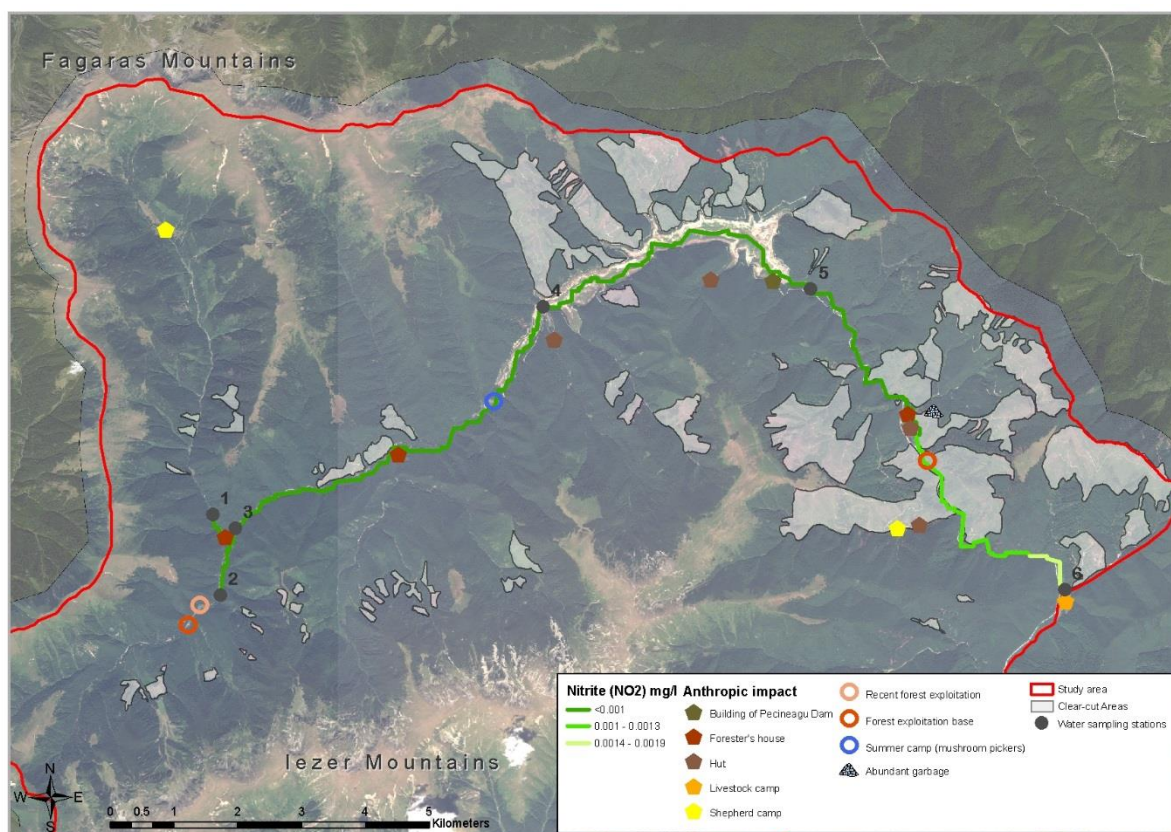 Fagaras Mountains
4
5
1
3
2
6
Iezer Mountains
N
W E
S
0 0.5 1 2 3 4 5
Kilometers
Nitrite (NO2) mg/l
<0.001
0.001 - 0.0013
0.0014 - 0.0019
Anthropic impact
Building of Pecineagu Dam
Forester's house
Hut
Livestock camp
Shepherd camp
Recent forest exploitation
Forest exploitation base
Summer camp (mushroom pickers)
Abundant garbage
Study area
Clear-cut Areas
Water sampling stations